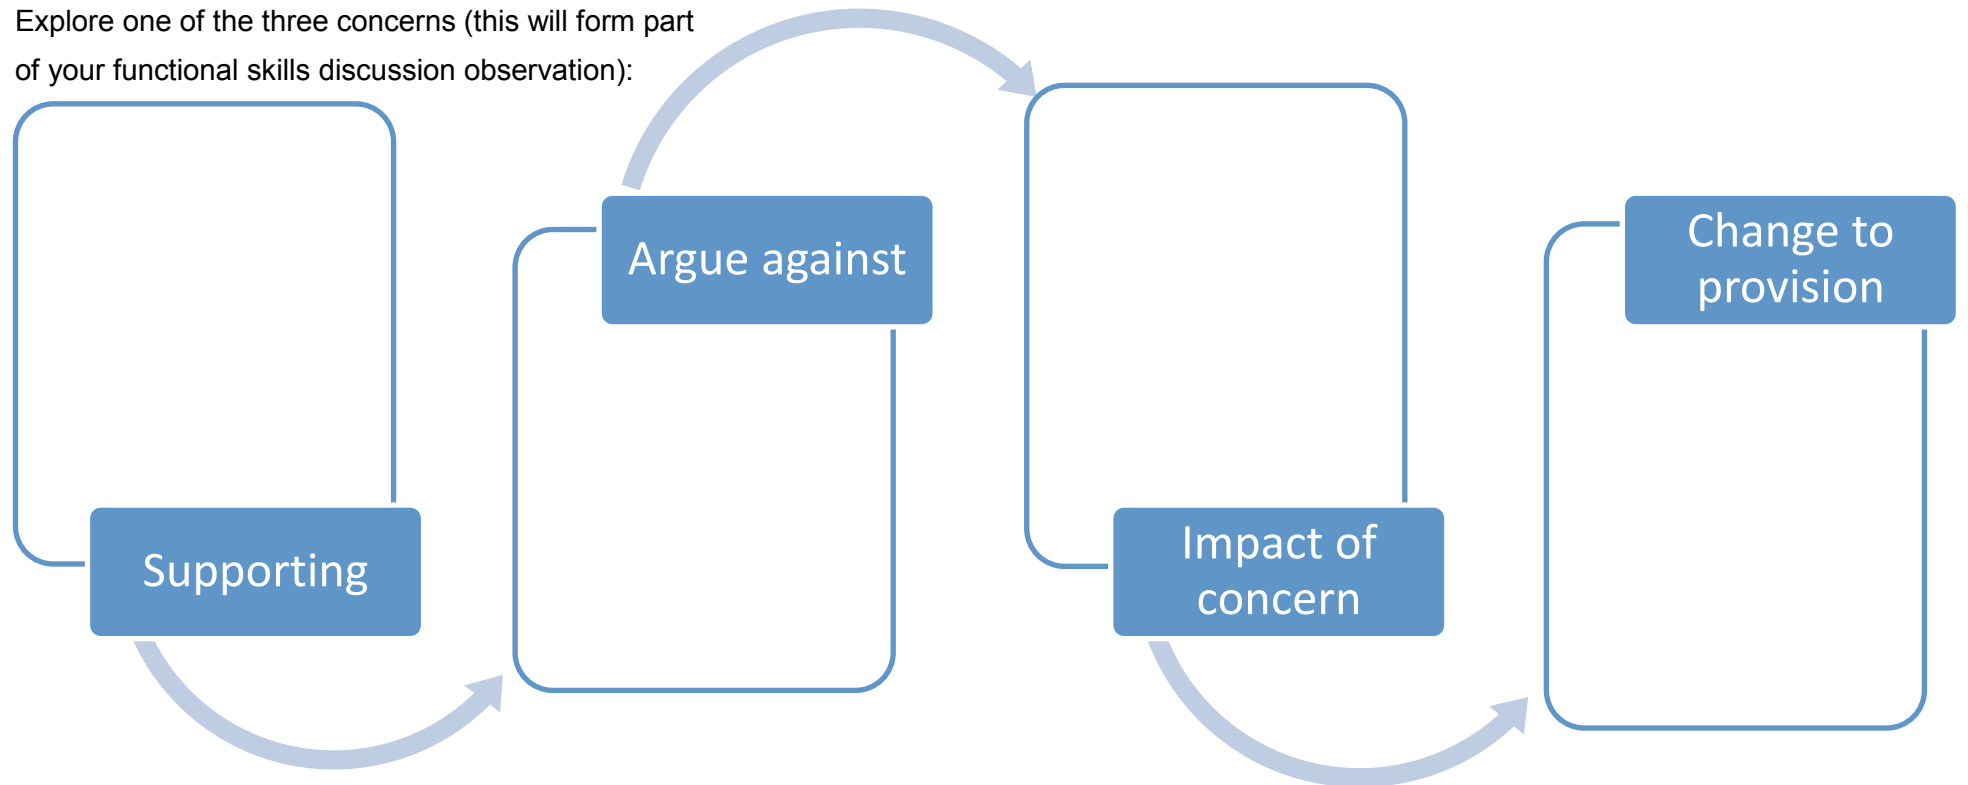 Explore one of the three concerns (this will form part
of your functional skills discussion observation):
Supporting
Argue against
Impact of
concern
Change to
provision